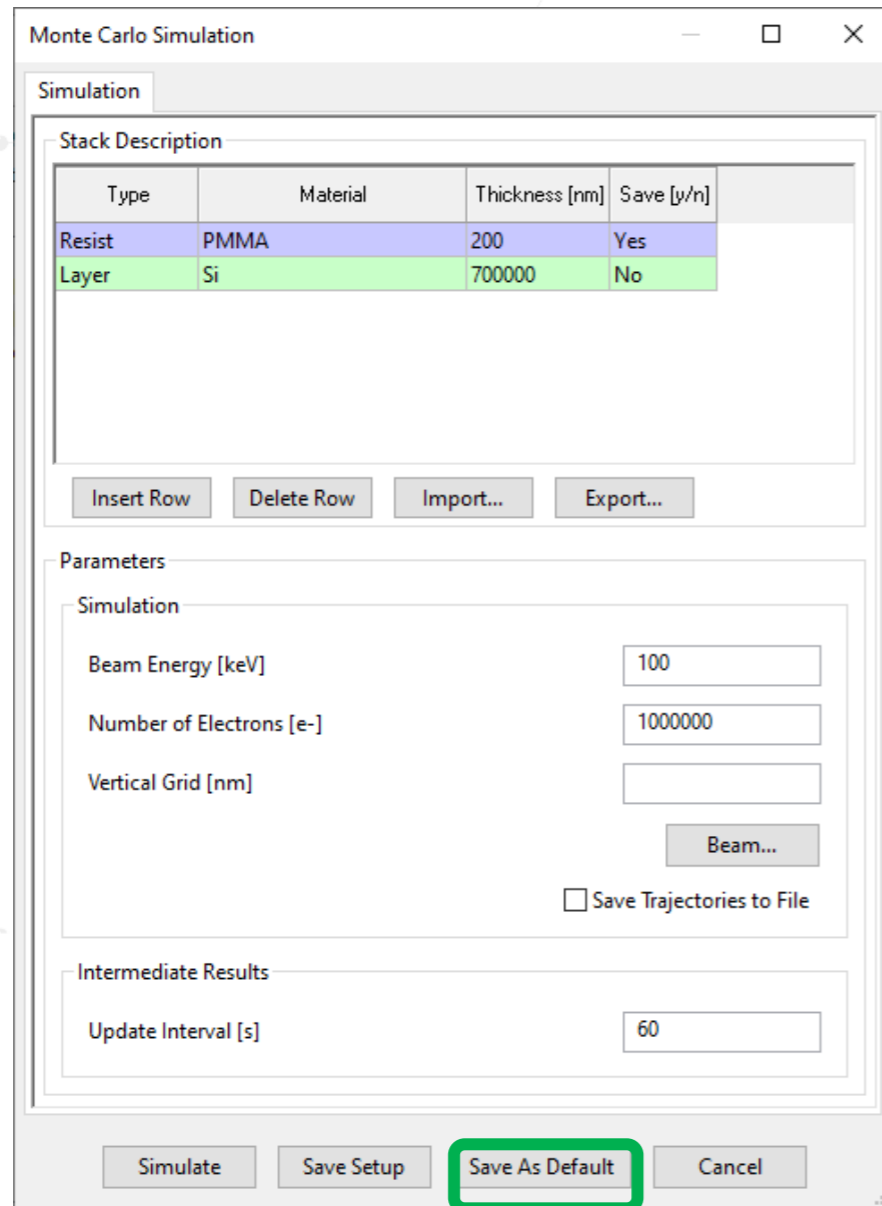 Monte Carlo Simulation
Simulation
Stack Description
Type Material Thickness [nm] Save [y/n]
Resist PMMA 200 Yes
Layer Si 700000 No
Insert Row Delete Row Import... Export...
Parameters
Simulation
Beam Energy [keV] 100
Number of Electrons [e-] 1000000
Vertical Grid [nm]
Beam...
Save Trajectories to File
Intermediate Results
Update Interval [s] 60
Simulate Save Setup Save As Default Cancel